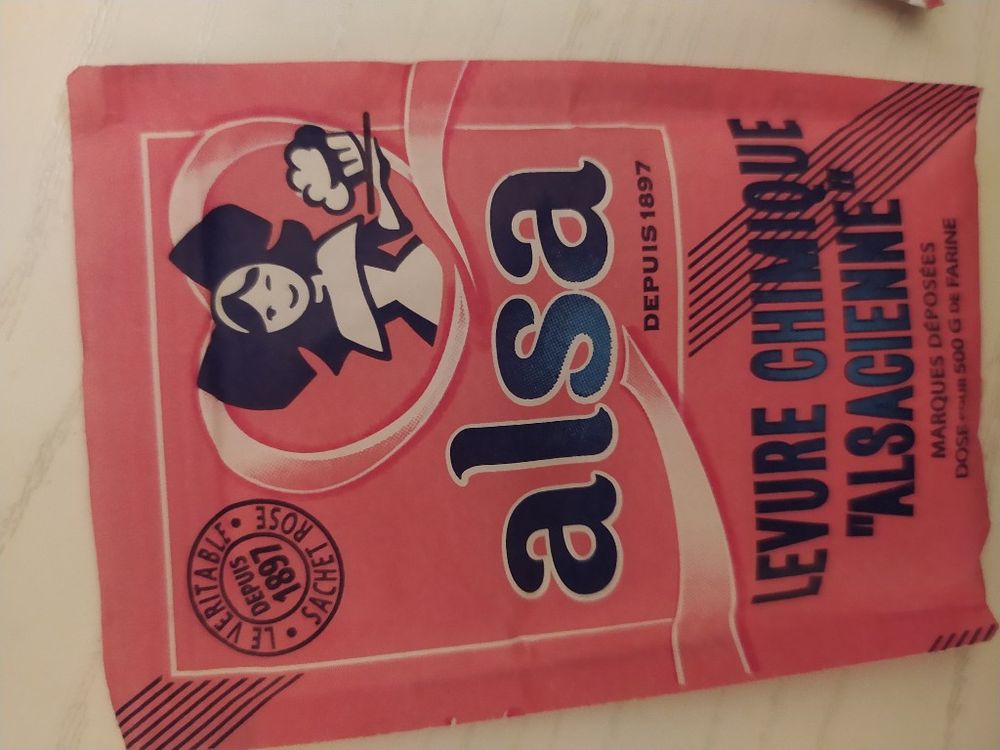 LE VÉRITABLE • SACHET ROSE •
DEPUIS
1897
alsa
DEPUIS 1897
LEVURE CHIMIQUE
"ALSACIENNE"
MARQUES DÉPOSÉES
DOSE POUR 500 G DE FARINE